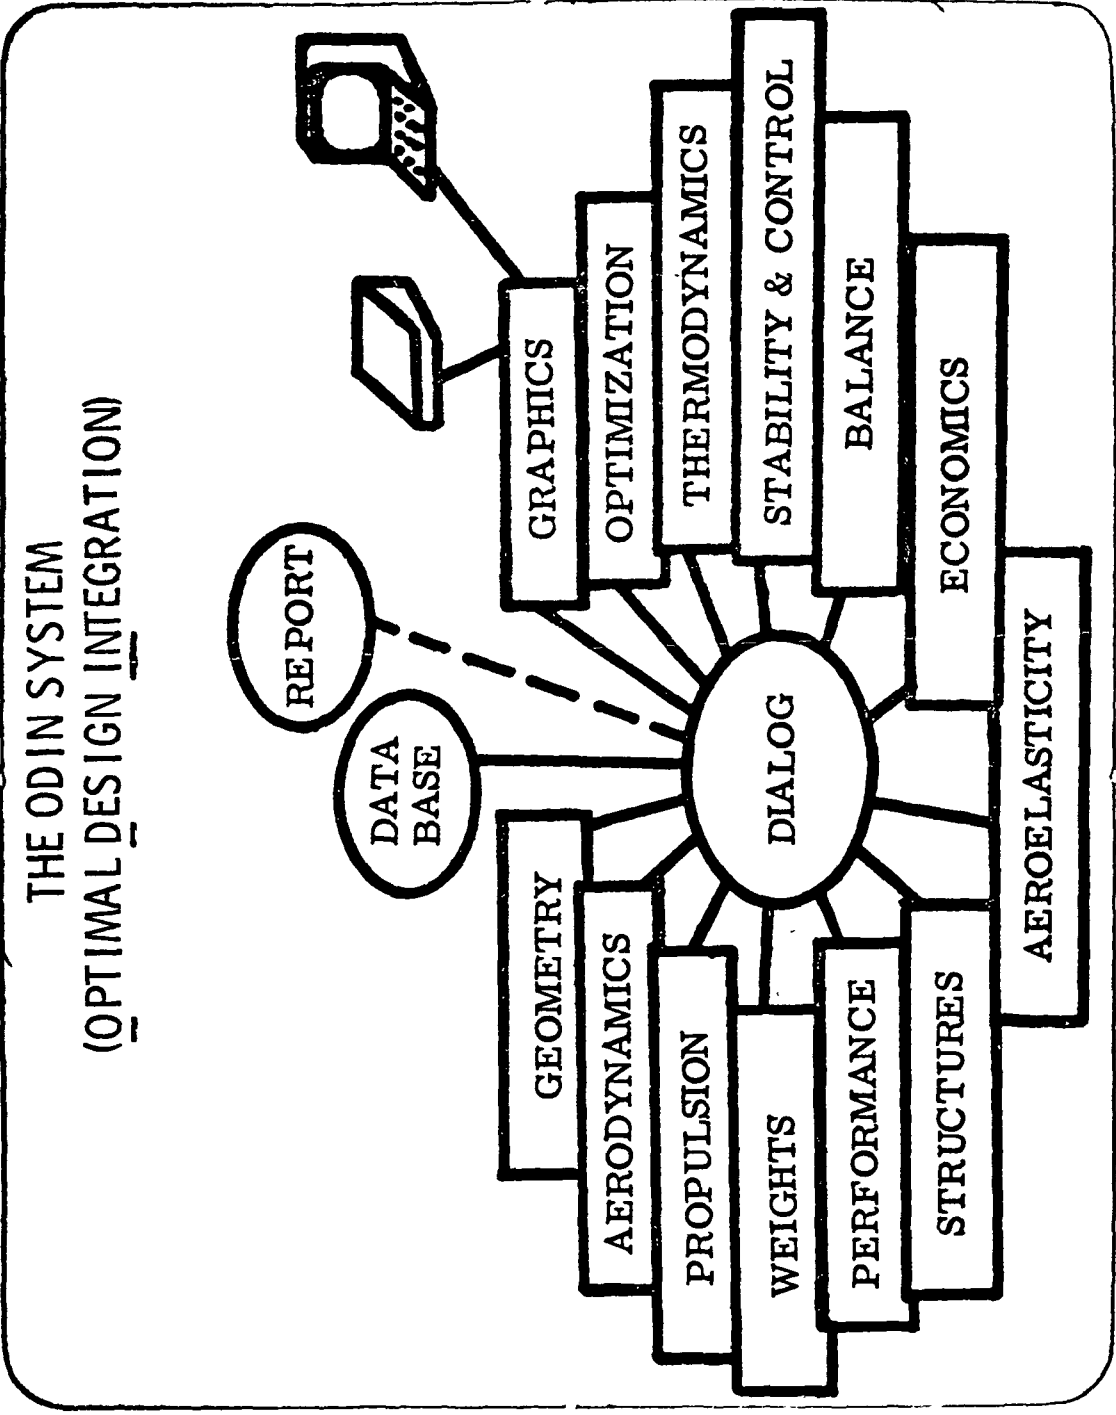 THE ODIN SYSTEM
(OPTIMAL DESIGN INTEGRATION)
REPORT
DATA
BASE
GEOMETRY
AERODYNAMICS
PROPULSION
WEIGHTS
PERFORMANCE
STRUCTURES
AEROELASTICITY
DIALOG
GRAPHICS
OPTIMIZATION
THERMODYNAMICS
STABILITY & CONTROL
BALANCE
ECONOMICS